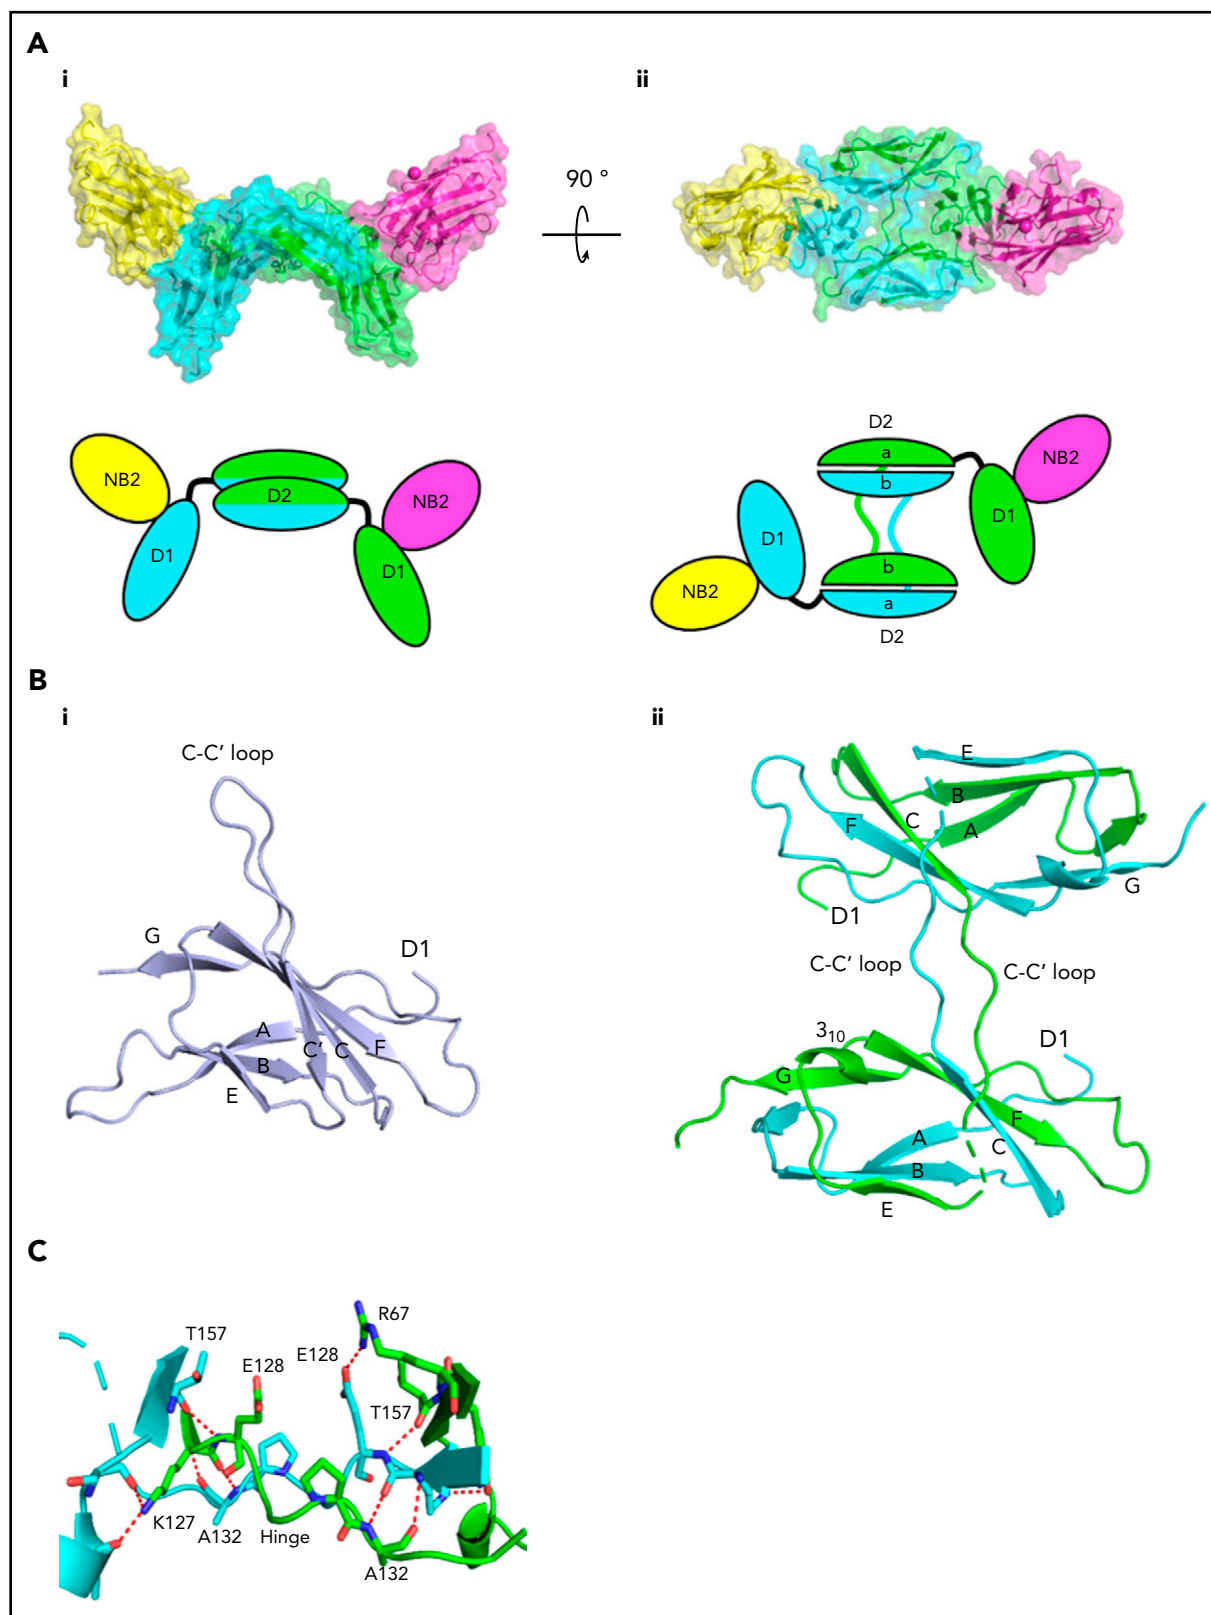 A
i
ii
90 °
NB2
D1
D2
D1
NB2
D2
a
b
D1
NB2
D1
NB2
b
a
D2
B
i
C-C′ loop
G
D1
A
B
C′
C
F
E
ii
E
B
C
A
F
G
D1
C-C′ loop
C-C′ loop
3₁₀
D1
G
A
B
F
C
E
C
R67
T157
E128
E128
T157
K127
A132
Hinge
A132